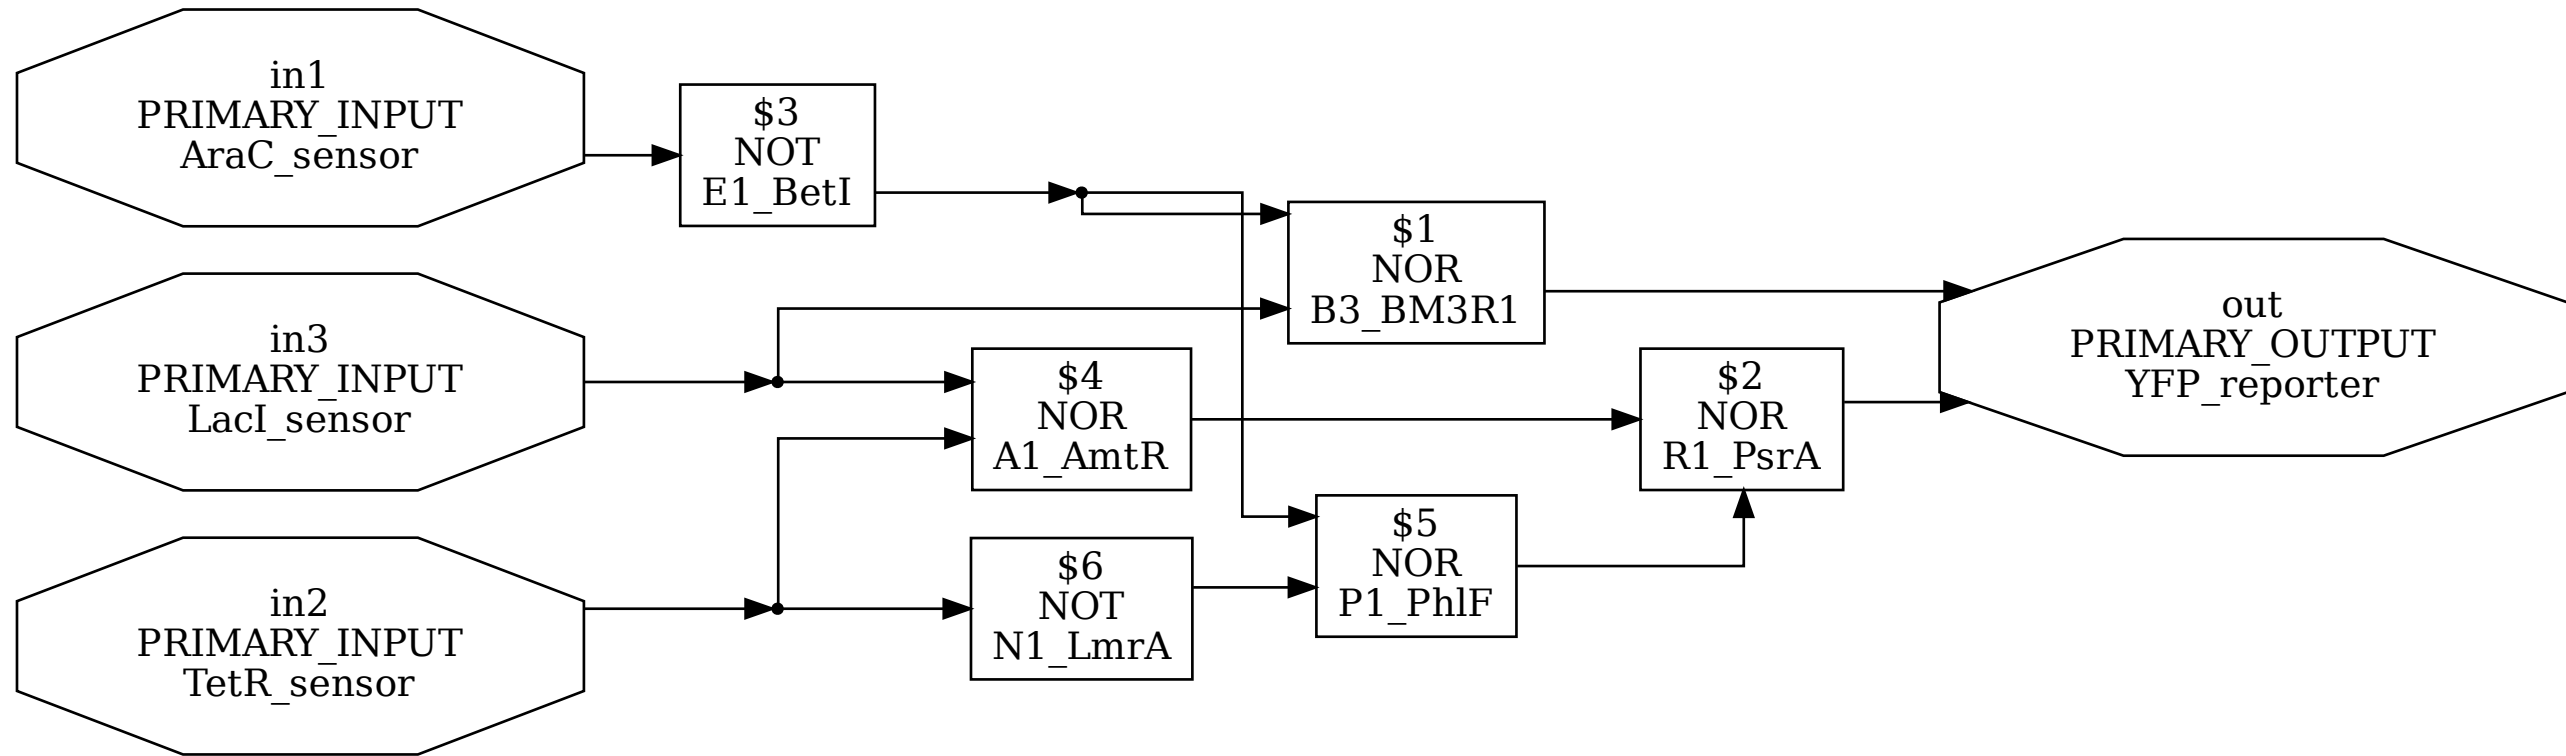 in1
PRIMARY_INPUT
AraC_sensor
$3
NOT
E1_BetI
in3
PRIMARY_INPUT
LacI_sensor
in2
PRIMARY_INPUT
TetR_sensor
$4
NOR
A1_AmtR
$6
NOT
N1_LmrA
$1
NOR
B3_BM3R1
$5
NOR
P1_PhlF
$2
NOR
R1_PsrA
out
PRIMARY_OUTPUT
YFP_reporter